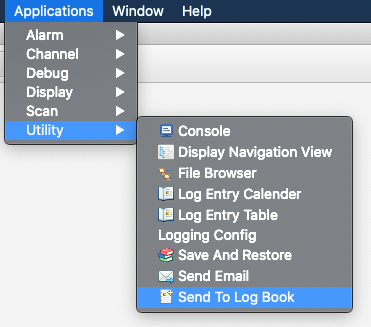 Applications Window Help
Alarm
Channel
Debug
Display
Scan
Utility
Console
Display Navigation View
File Browser
Log Entry Calender
Log Entry Table
Logging Config
Save And Restore
Send Email
Send To Log Book